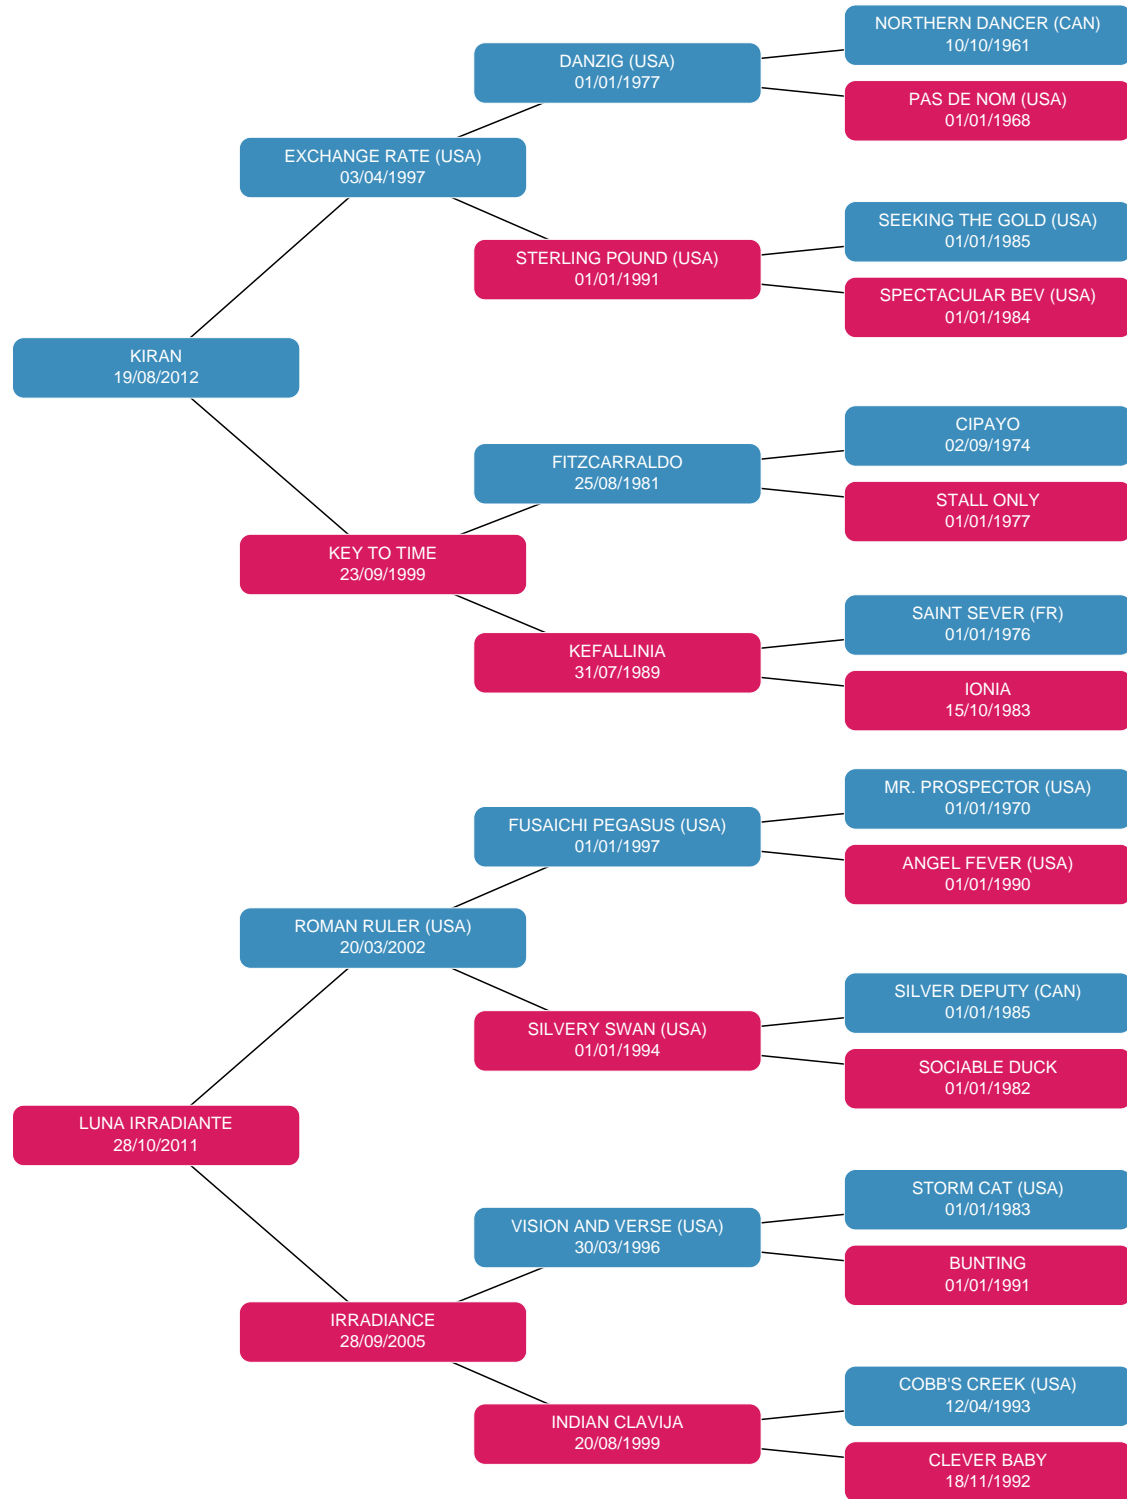 NORTHERN DANCER (CAN)
10/10/1961
DANZIG (USA)
01/01/1977
PAS DE NOM (USA)
01/01/1968
EXCHANGE RATE (USA)
03/04/1997
SEEKING THE GOLD (USA)
01/01/1985
STERLING POUND (USA)
01/01/1991
SPECTACULAR BEV (USA)
01/01/1984
KIRAN
19/08/2012
CIPAYO
02/09/1974
FITZCARRALDO
25/08/1981
STALL ONLY
01/01/1977
KEY TO TIME
23/09/1999
SAINT SEVER (FR)
01/01/1976
KEFALLINIA
31/07/1989
IONIA
15/10/1983
MR. PROSPECTOR (USA)
01/01/1970
FUSAICHI PEGASUS (USA)
01/01/1997
ANGEL FEVER (USA)
01/01/1990
ROMAN RULER (USA)
20/03/2002
SILVER DEPUTY (CAN)
01/01/1985
SILVERY SWAN (USA)
01/01/1994
SOCIABLE DUCK
01/01/1982
LUNA IRRADIANTE
28/10/2011
STORM CAT (USA)
01/01/1983
VISION AND VERSE (USA)
30/03/1996
BUNTING
01/01/1991
IRRADIANCE
28/09/2005
COBB'S CREEK (USA)
12/04/1993
INDIAN CLAVIJA
20/08/1999
CLEVER BABY
18/11/1992